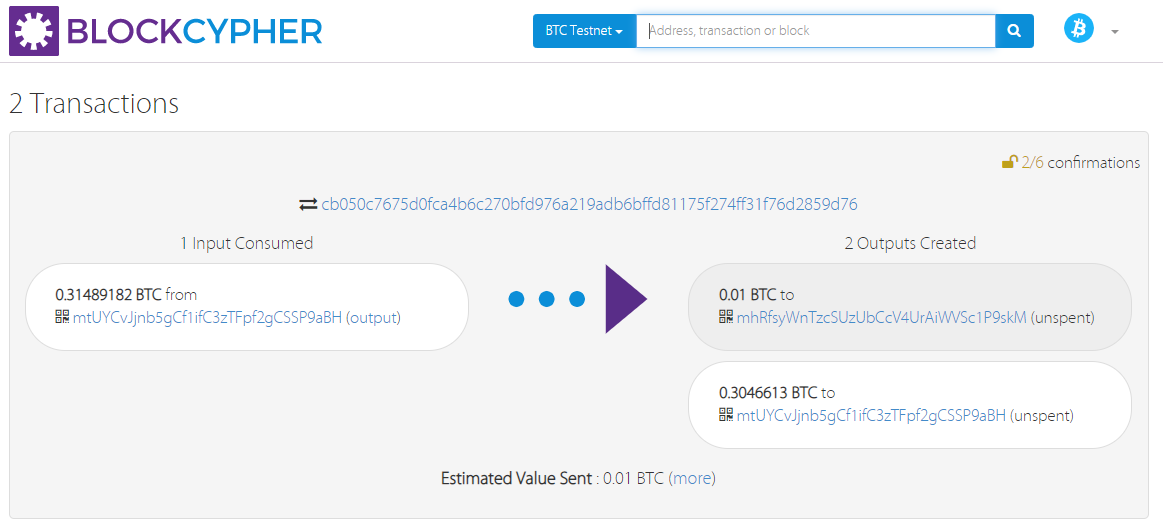 BLOCKCYPHER
BTC Testnet
Address, transaction or block
2 Transactions
2/6 confirmations
cb050c7675d0fca4b6c270bfd976a219adb6bffd81175f274ff31f76d2859d76
1 Input Consumed
0.31489182 BTC from
mtUYCvJjnb5gCf1ifC3zTFpf2gCSSP9aBH (output)
2 Outputs Created
0.01 BTC to
mhRfsyWnTzcSUzUbCcV4UrAiWVSc1P9skM (unspent)
0.3046613 BTC to
mtUYCvJjnb5gCf1ifC3zTFpf2gCSSP9aBH (unspent)
Estimated Value Sent : 0.01 BTC (more)